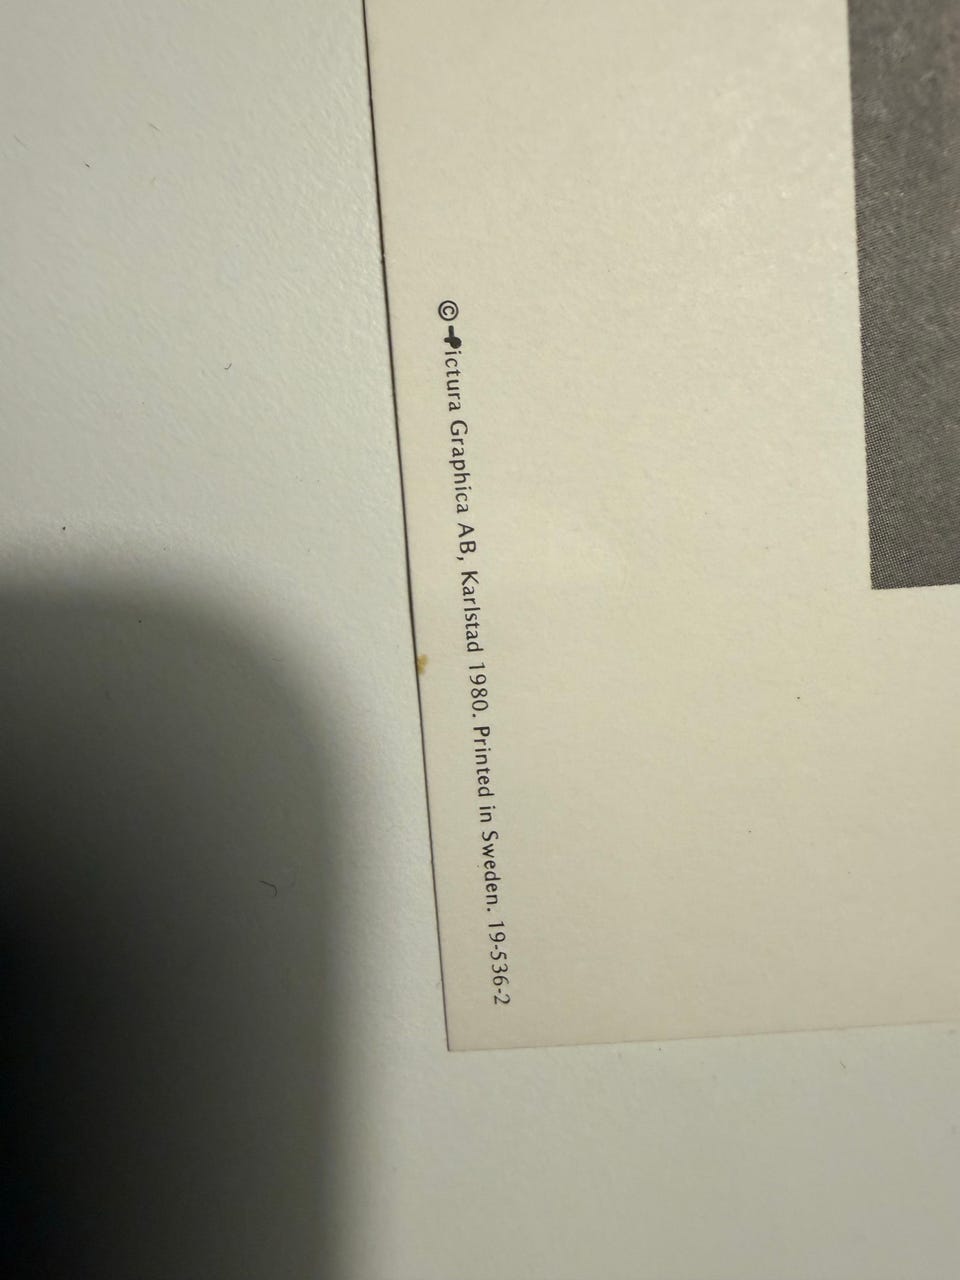 © Pictura Graphica AB, Karlstad 1980. Printed in Sweden. 19-536-2